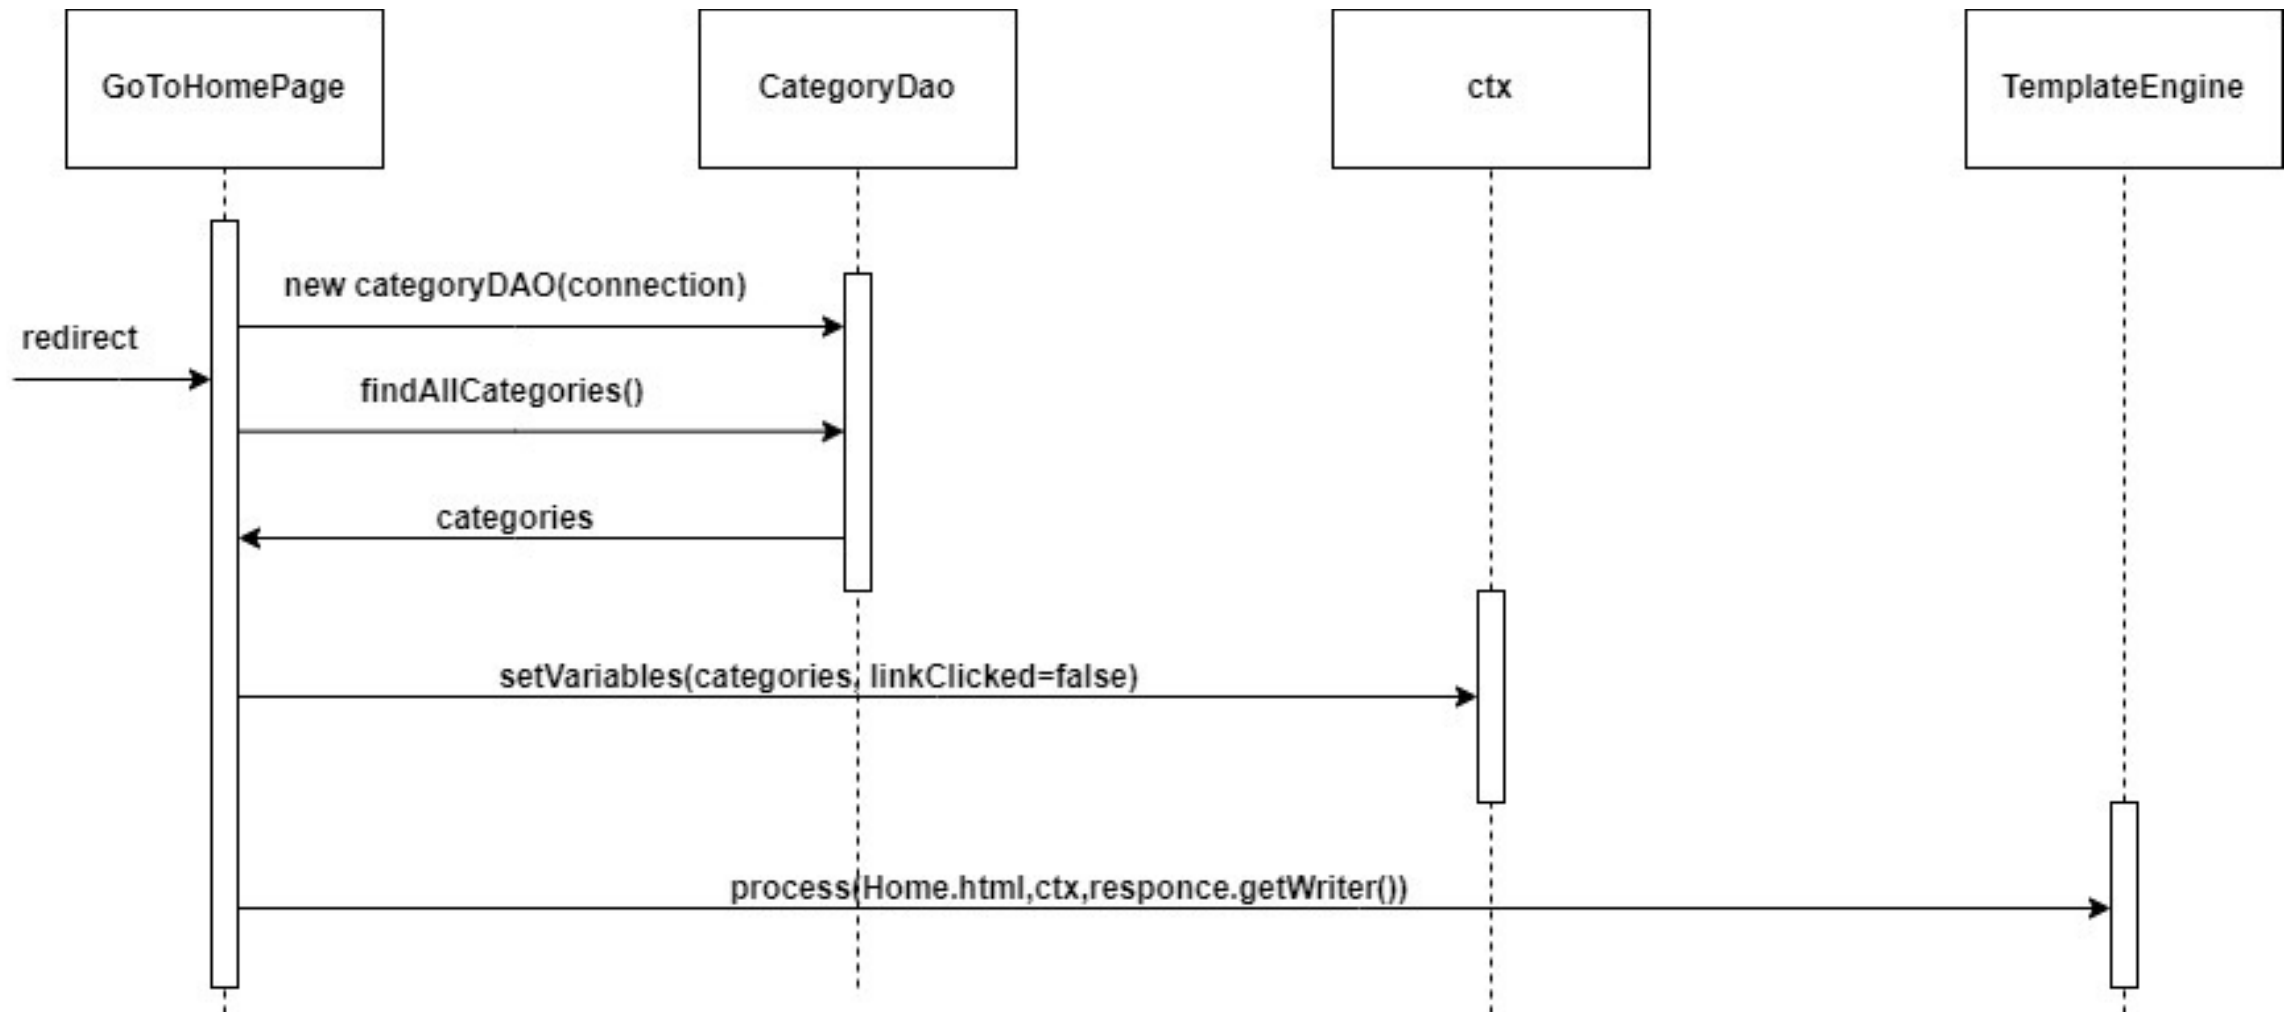 GoToHomePage
CategoryDao
ctx
TemplateEngine
new categoryDAO(connection)
redirect
findAllCategories()
categories
setVariables(categories, linkClicked=false)
process(Home.html,ctx,responce.getWriter())